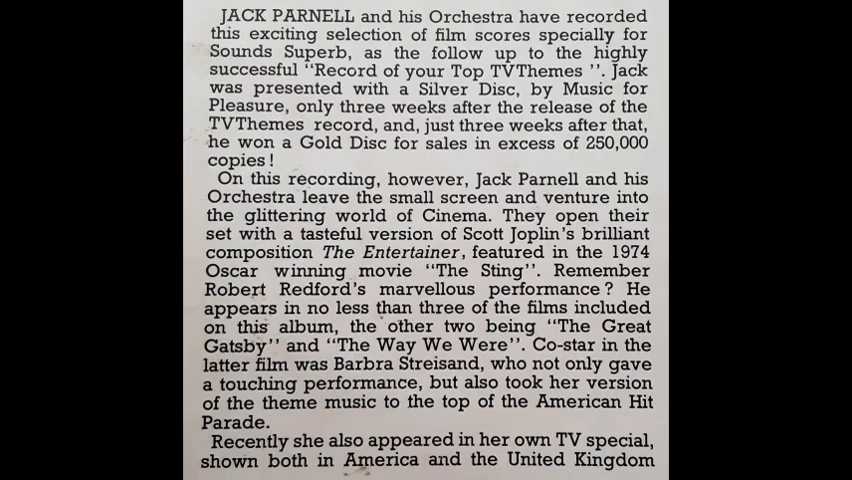 JACK PARNELL and his Orchestra have recorded
this exciting selection of film scores specially for
Sounds Superb, as the follow up to the highly
successful “Record of your Top TVThemes ”. Jack
was presented with a Silver Disc, by Music for
Pleasure, only three weeks after the release of the
TVThemes record, and, just three weeks after that,
he won a Gold Disc for sales in excess of 250,000
copies !
On this recording, however, Jack Parnell and his
Orchestra leave the small screen and venture into
the glittering world of Cinema. They open their
set with a tasteful version of Scott Joplin’s brilliant
composition The Entertainer, featured in the 1974
Oscar winning movie “The Sting”. Remember
Robert Redford’s marvellous performance ? He
appears in no less than three of the films included
on this album, the other two being “The Great
Gatsby” and “The Way We Were”. Co-star in the
latter film was Barbra Streisand, who not only gave
a touching performance, but also took her version
of the theme music to the top of the American Hit
Parade.
Recently she also appeared in her own TV special,
shown both in America and the United Kingdom